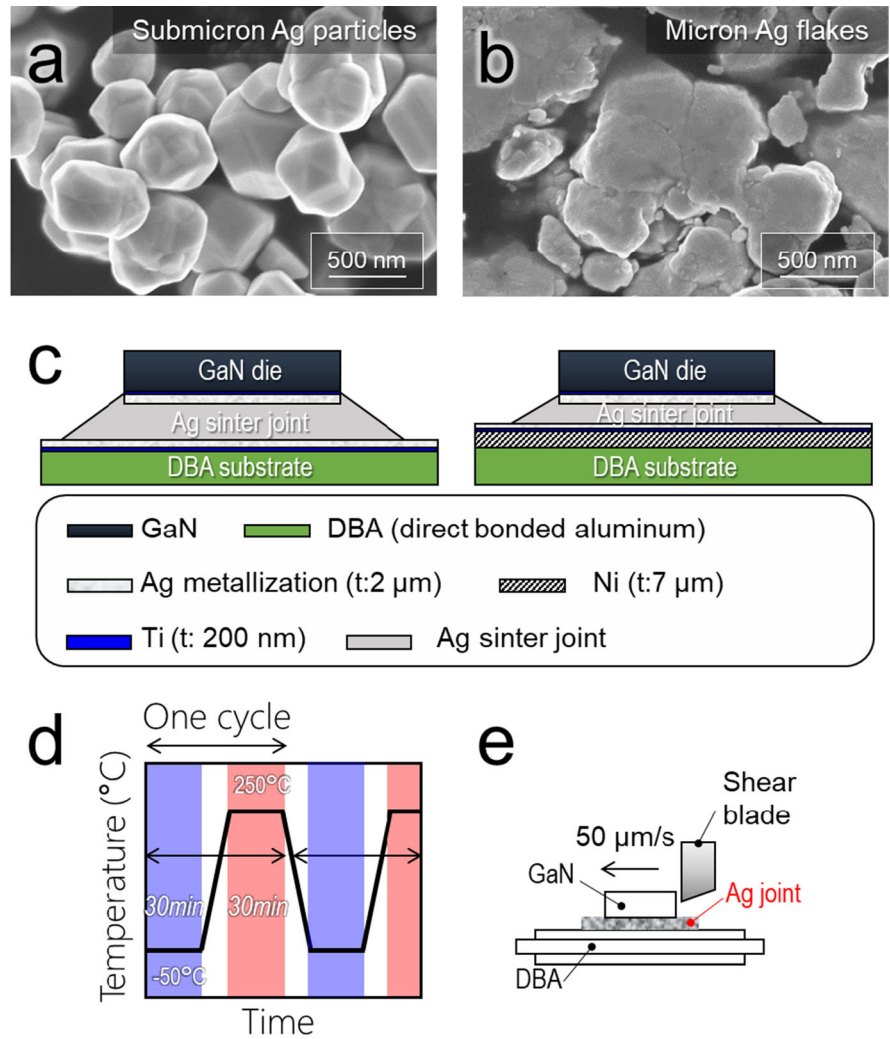 a
Submicron Ag particles
500 nm
b
Micron Ag flakes
500 nm
c
GaN die
Ag sinter joint
DBA substrate
GaN die
Ag sinter joint
DBA substrate
GaN
DBA (direct bonded aluminum)
Ag metallization (t:2 μm)
Ni (t:7 μm)
Ti (t: 200 nm)
Ag sinter joint
d
One cycle
Temperature (°C)
250°C
30min
30min
-50°C
Time
e
Shear
blade
50 μm/s
GaN
Ag joint
DBA